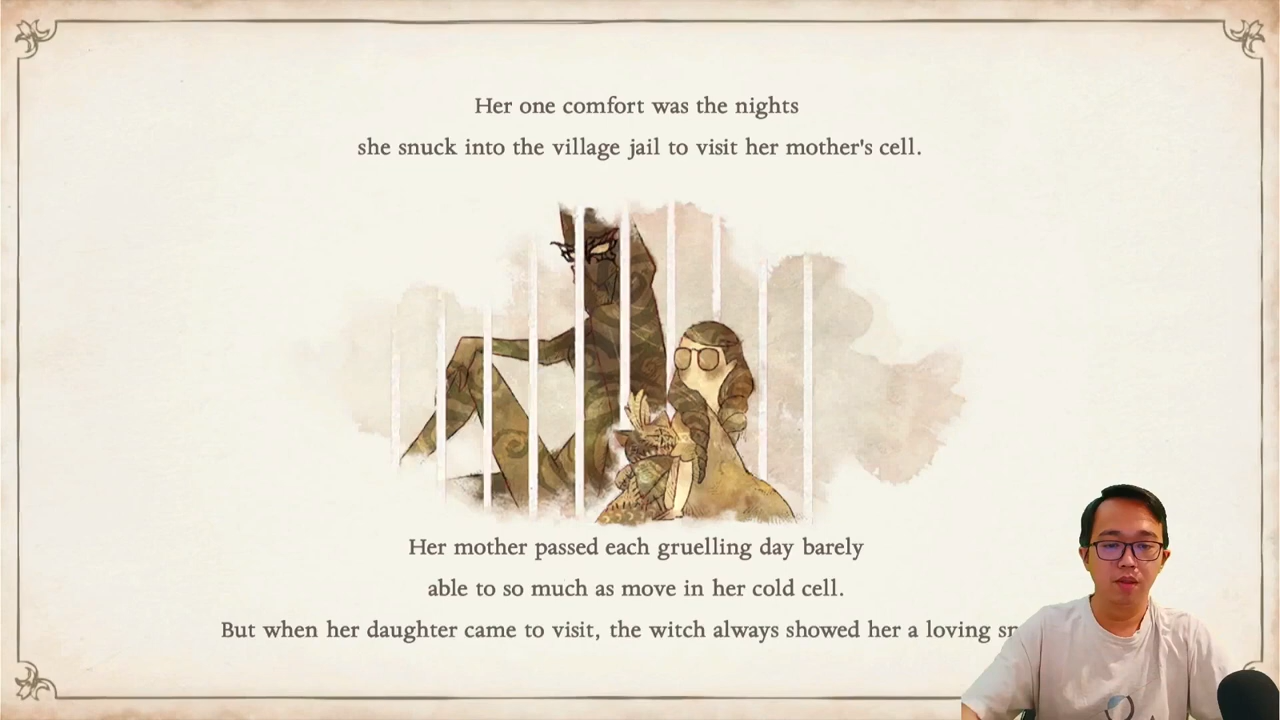 Her one comfort was the nights
she snuck into the village jail to visit her mother's cell.
Her mother passed each gruelling day barely
able to so much as move in her cold cell.
But when her daughter came to visit, the witch always showed her a loving